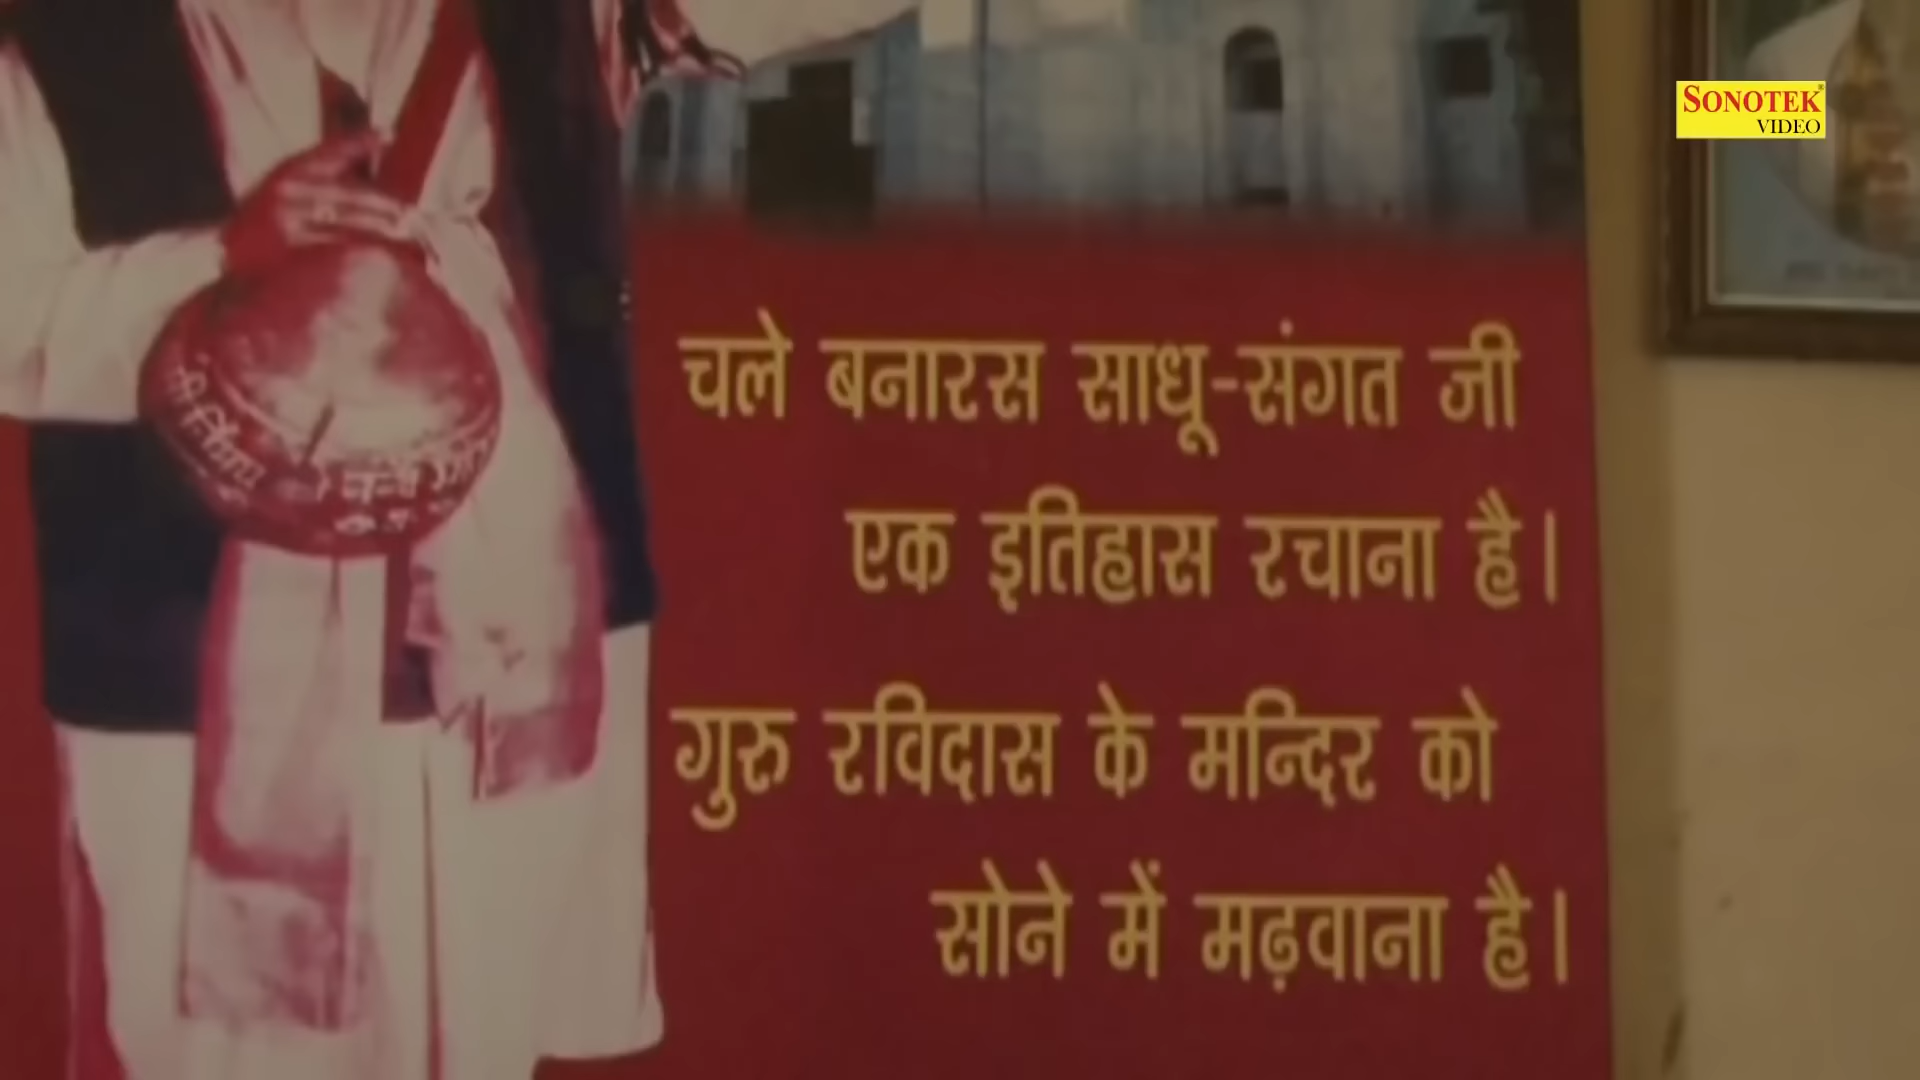 SONOTEK
VIDEO
चले बनारस साधू-संगत जी
एक इतिहास रचाना है।
गुरु रविदास के मन्दिर को
सोने में मढ़वाना है।